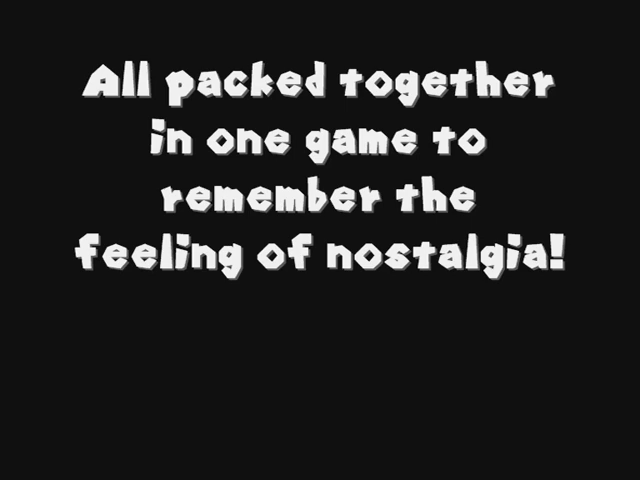 All packed together
in one game to
remember the
feeling of nostalgia!